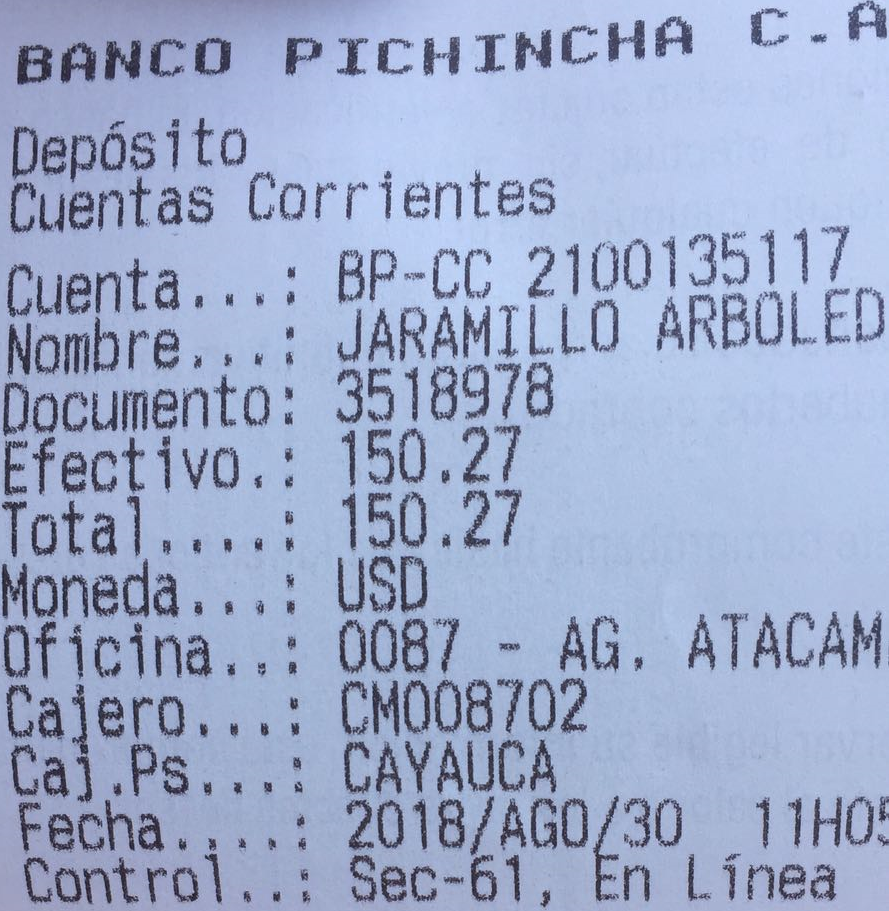 BANCO PICHINCHA C.A
Depósito
Cuentas Corrientes
Cuenta...: BP-CC 2100135117
Nombre...: JARAMILLO ARBOLED
Documento: 3518978
Efectivo.: 150.27
Total....: 150.27
Moneda...: USD
Oficina..: 0087 - AG. ATACAM
Cajero...: CM008702
Caj.Ps...: CAYAUCA
Fecha....: 2018/AGO/30 11H05
Control..: Sec-61, En Línea